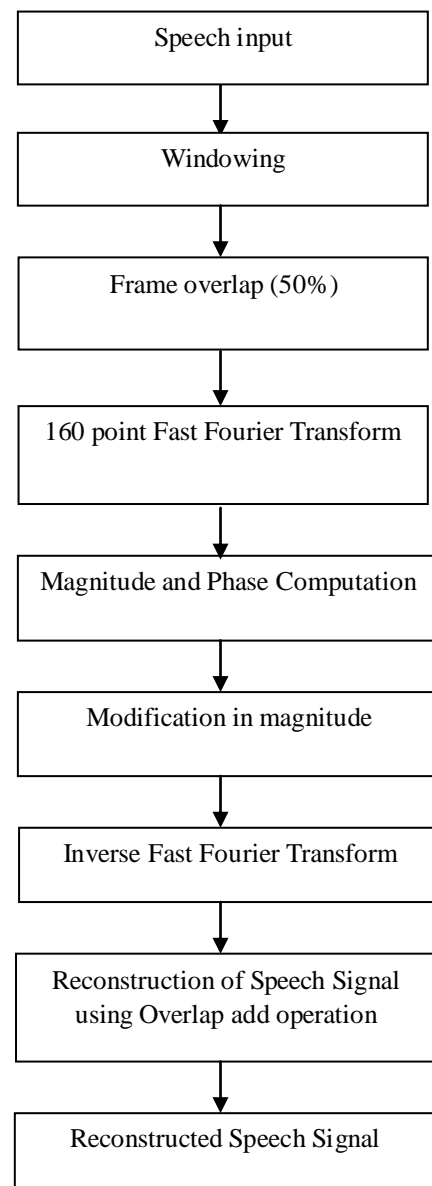 Speech input
Windowing
Frame overlap (50%)
160 point Fast Fourier Transform
Magnitude and Phase Computation
Modification in magnitude
Inverse Fast Fourier Transform
Reconstruction of Speech Signal
using Overlap add operation
Reconstructed Speech Signal